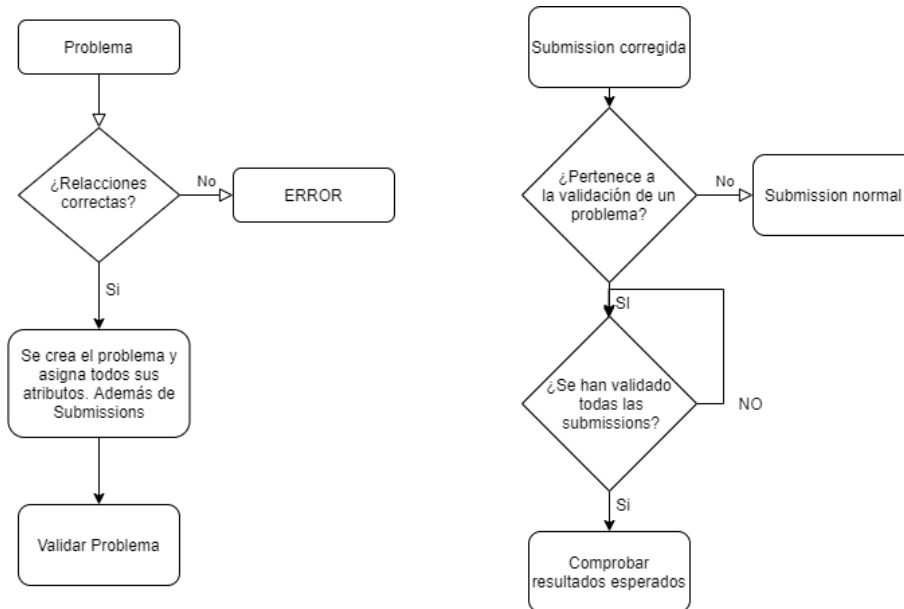 Problema
¿Relacciones
correctas?
No
ERROR
Si
Se crea el problema y
asigna todos sus
atributos. Además de
Submissions
Validar Problema
Submission corregida
¿Pertenece a
la validación de un
problema?
No
Submission normal
SI
¿Se han validado
todas las
submissions?
NO
Si
Comprobar
resultados esperados